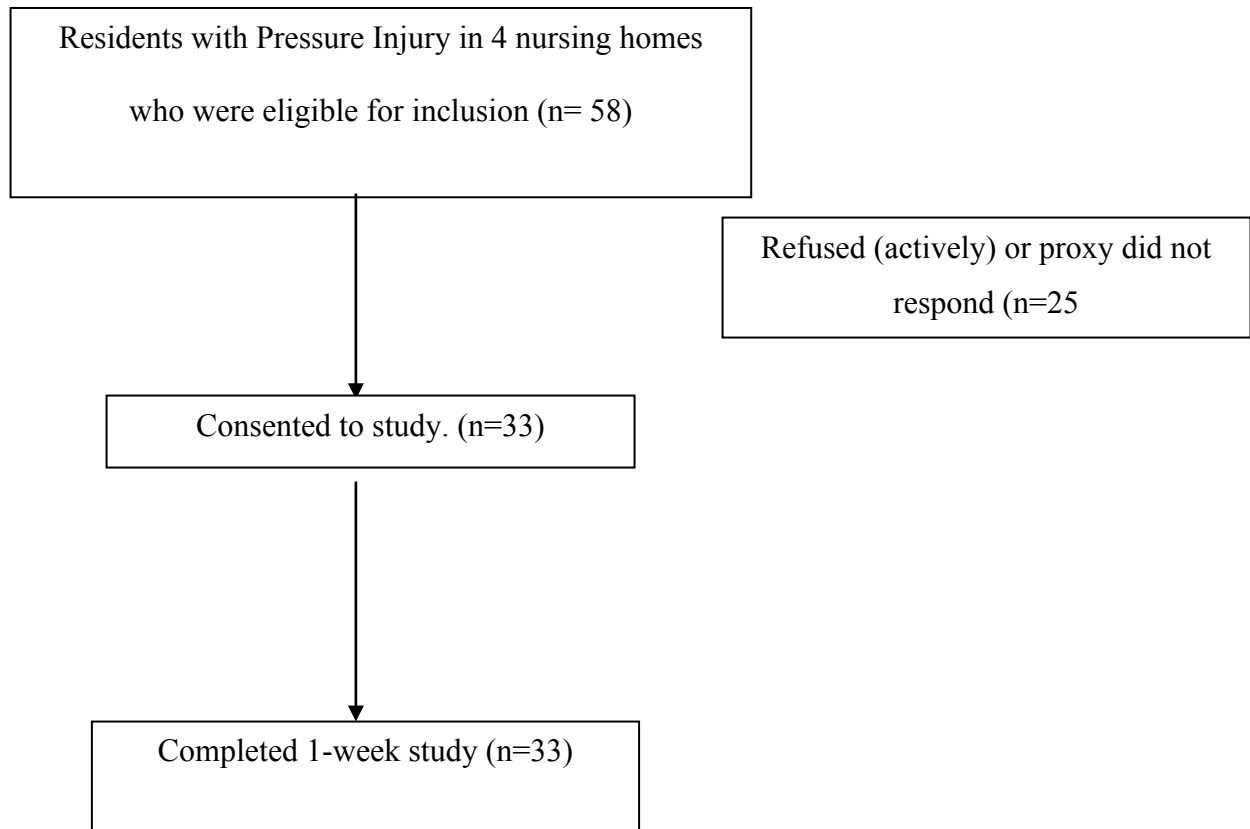 Residents with Pressure Injury in 4 nursing homes
who were eligible for inclusion (n= 58)
Refused (actively) or proxy did not
respond (n=25
Consented to study. (n=33)
Completed 1-week study (n=33)